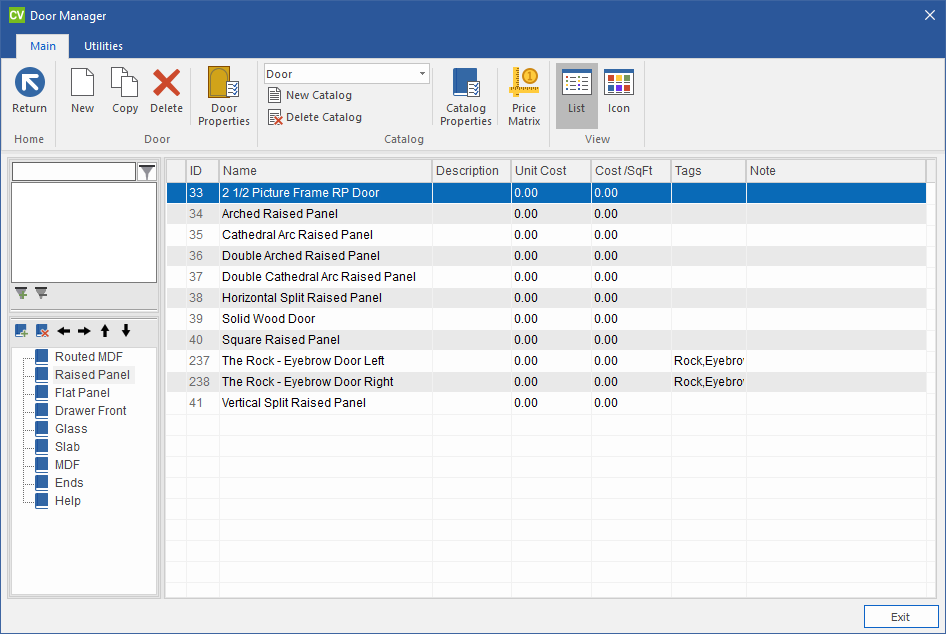 CV Door Manager
Main Utilities
Return
New
Copy
Delete
Door Properties
Door
New Catalog
Delete Catalog
Catalog Properties
Price Matrix
List
Icon
Home Door Catalog View
ID Name Description Unit Cost Cost /SqFt Tags Note
33 2 1/2 Picture Frame RP Door 0.00 0.00
34 Arched Raised Panel 0.00 0.00
35 Cathedral Arc Raised Panel 0.00 0.00
36 Double Arched Raised Panel 0.00 0.00
37 Double Cathedral Arc Raised Panel 0.00 0.00
38 Horizontal Split Raised Panel 0.00 0.00
39 Solid Wood Door 0.00 0.00
40 Square Raised Panel 0.00 0.00
237 The Rock - Eyebrow Door Left 0.00 0.00 Rock,Eyebrov
238 The Rock - Eyebrow Door Right 0.00 0.00 Rock,Eyebrov
41 Vertical Split Raised Panel 0.00 0.00
Routed MDF
Raised Panel
Flat Panel
Drawer Front
Glass
Slab
MDF
Ends
Help
Exit